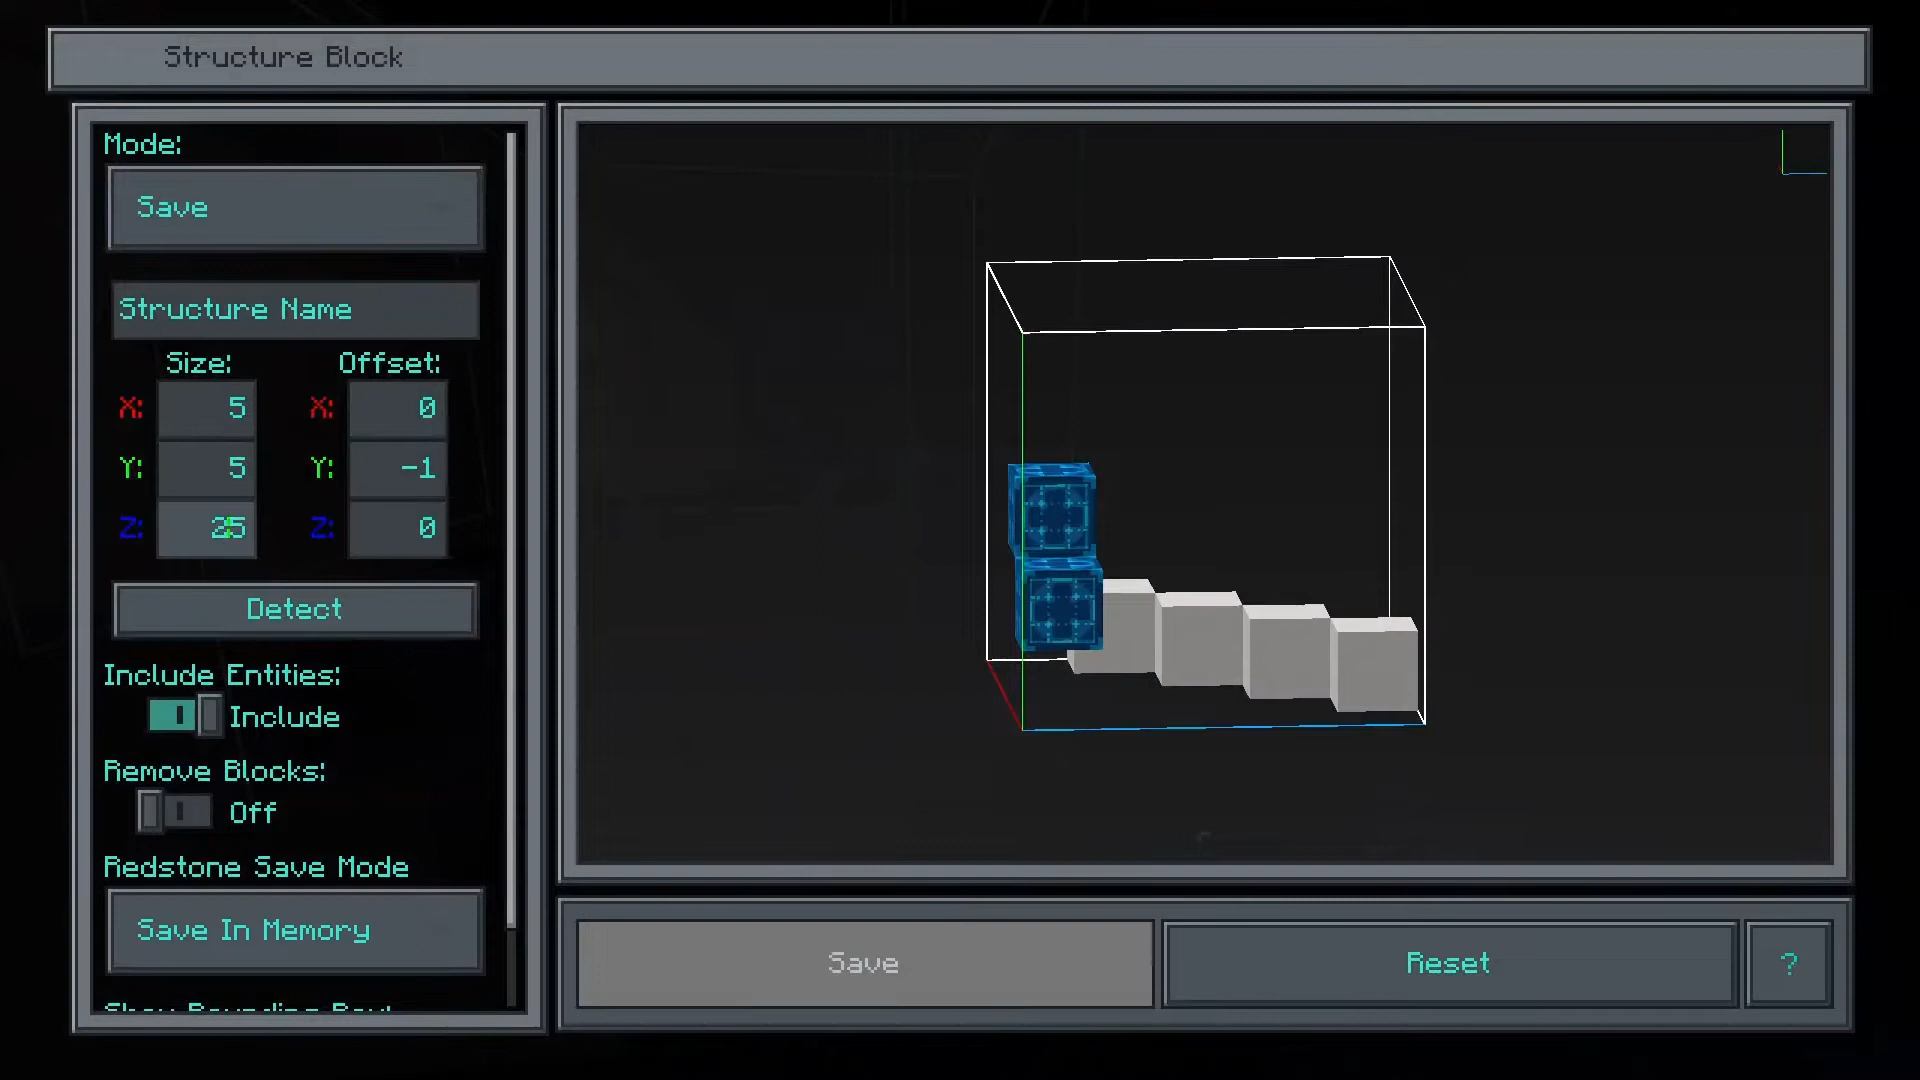 Structure Block
Mode:
Save
Structure Name
Size: Offset:
X: 5 X: 0
Y: 5 Y: -1
Z: 25 Z: 0
Detect
Include Entities:
Include
Remove Blocks:
Off
Redstone Save Mode
Save In Memory
Save Reset ?